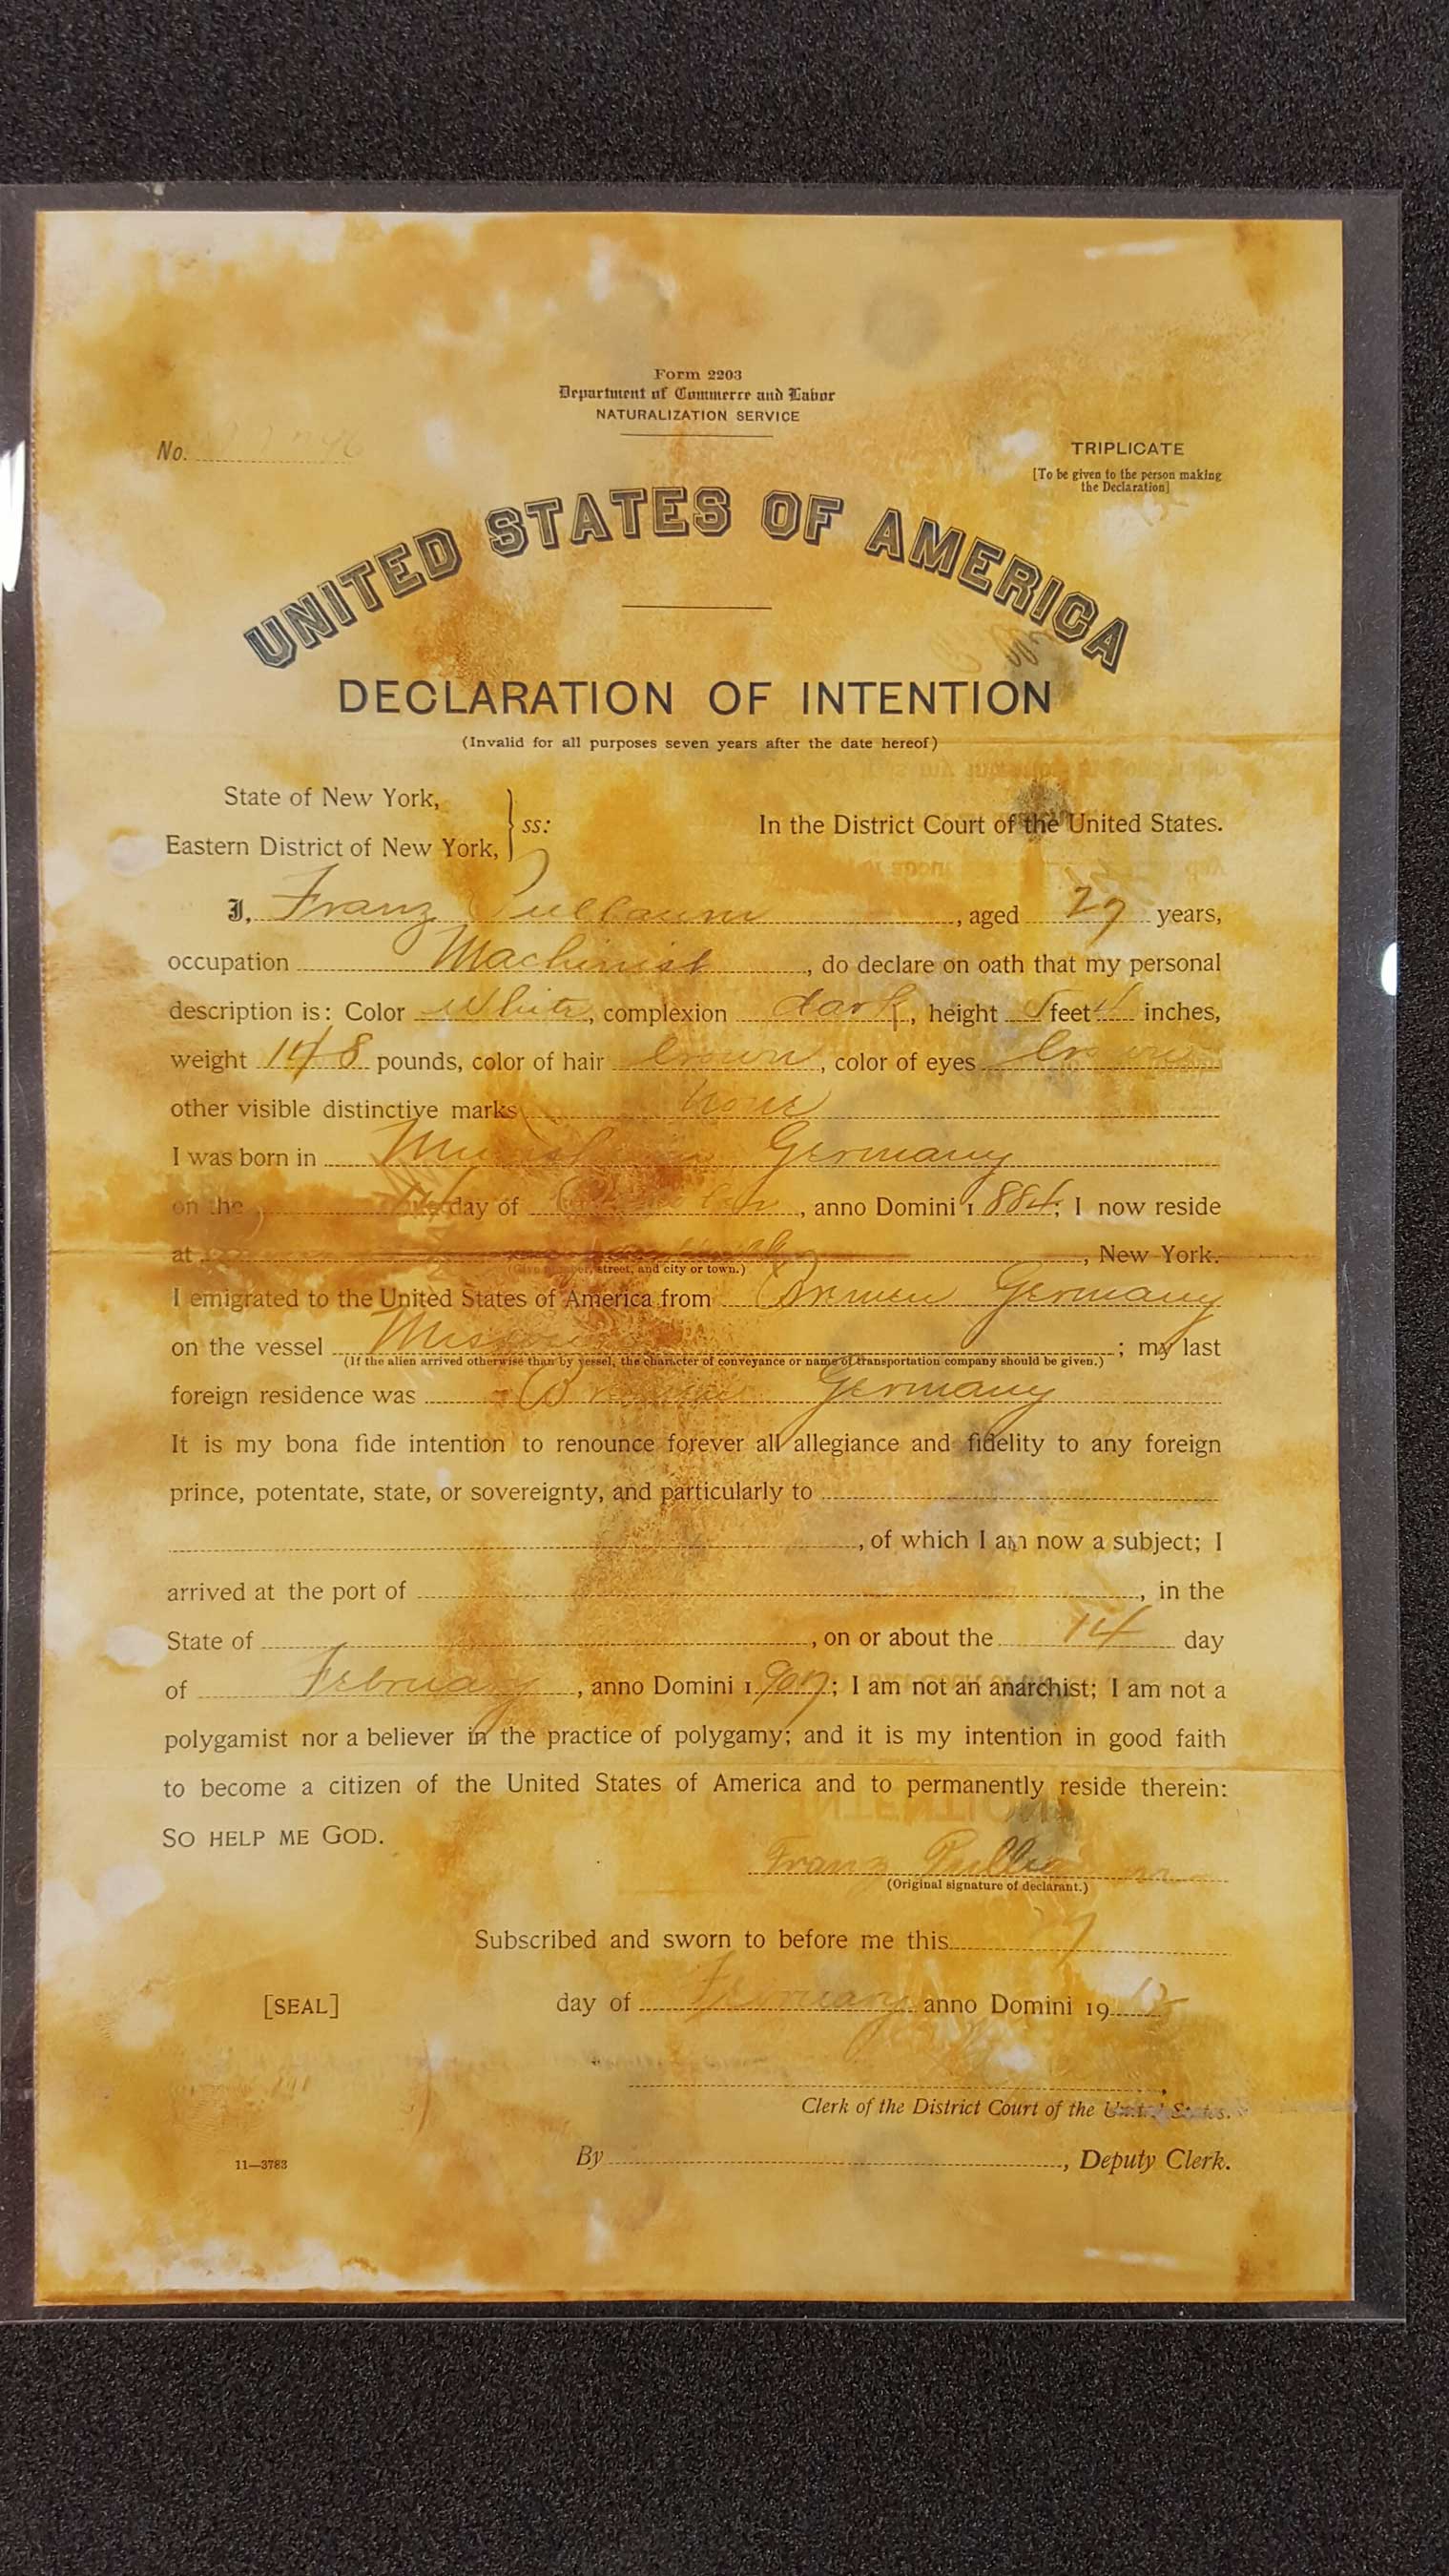 Form 2203
Department of Commerce and Labor
NATURALIZATION SERVICE
No.
TRIPLICATE
[To be given to the person making
the Declaration]
UNITED STATES OF AMERICA
DECLARATION OF INTENTION
(Invalid for all purposes seven years after the date hereof)
State of New York,
Eastern District of New York,
ss:
In the District Court of the United States.
I, Franz, aged 27 years,
occupation Machinist, do declare on oath that my personal
description is: Color White, complexion dark, height 5 feet 4 inches,
weight 148 pounds, color of hair brown, color of eyes brown
other visible distinctive marks none
I was born in Germany
on the 14 day of, anno Domini 1884; I now reside
at, New York.
(Give number, street, and city or town.)
I emigrated to the United States of America from Bremen Germany
on the vessel; my last
(If the alien arrived otherwise than by vessel, the character of conveyance or name of transportation company should be given.)
foreign residence was Bremen Germany
It is my bona fide intention to renounce forever all allegiance and fidelity to any foreign
prince, potentate, state, or sovereignty, and particularly to
, of which I am now a subject; I
arrived at the port of, in the
State of, on or about the 14 day
of February, anno Domini 1907; I am not an anarchist; I am not a
polygamist nor a believer in the practice of polygamy; and it is my intention in good faith
to become a citizen of the United States of America and to permanently reside therein:
SO HELP ME GOD.
Franz
(Original signature of declarant.)
Subscribed and sworn to before me this 27
[SEAL]
day of February anno Domini 1912
Clerk of the District Court of the United States.
11—3783
By, Deputy Clerk.